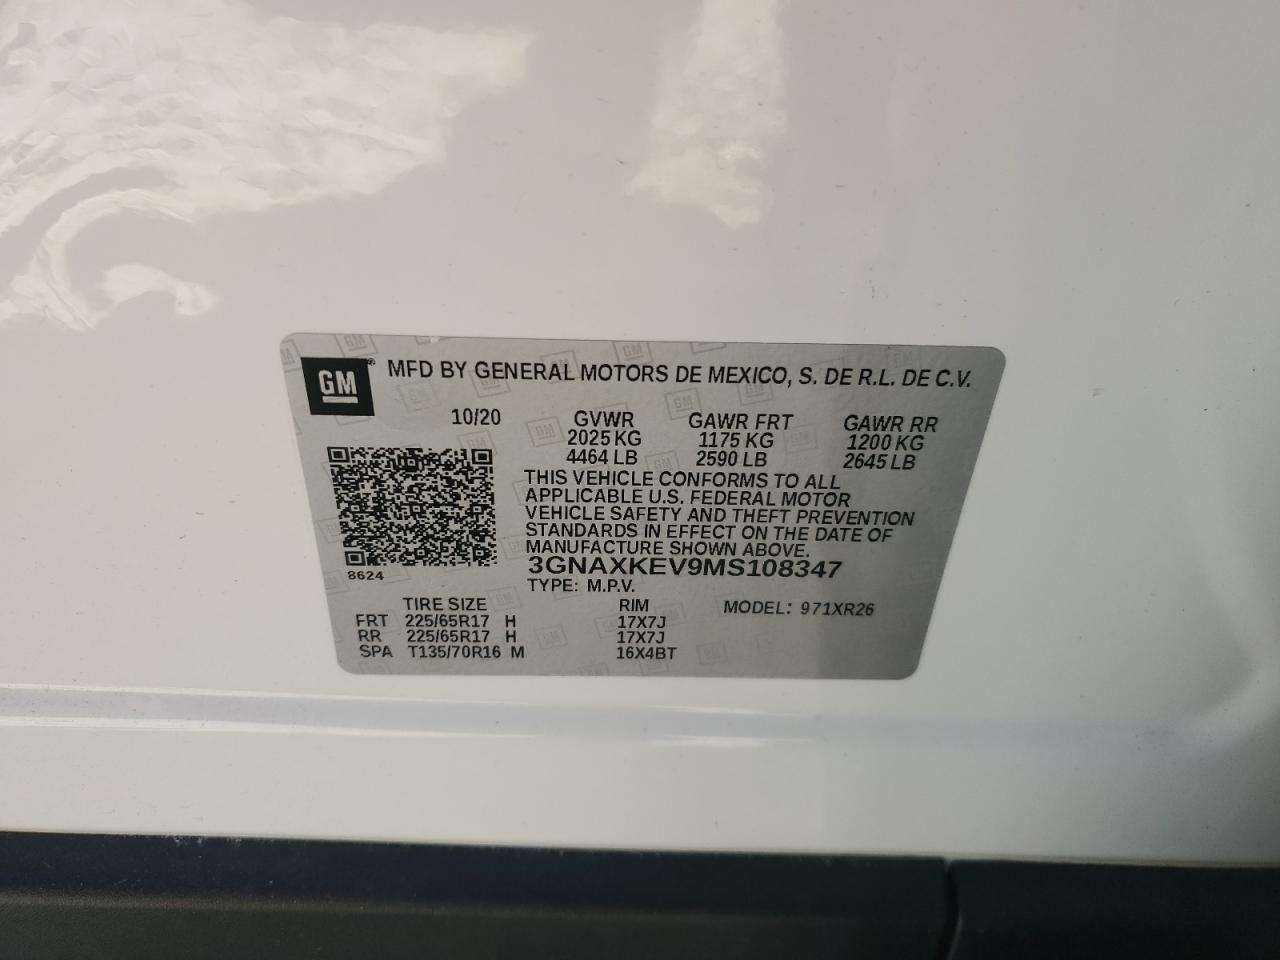 GM ® MFD BY GENERAL MOTORS DE MEXICO, S. DE R.L. DE C.V.
10/20 GVWR GAWR FRT GAWR RR
2025 KG 1175 KG 1200 KG
4464 LB 2590 LB 2645 LB
THIS VEHICLE CONFORMS TO ALL
APPLICABLE U.S. FEDERAL MOTOR
VEHICLE SAFETY AND THEFT PREVENTION
STANDARDS IN EFFECT ON THE DATE OF
MANUFACTURE SHOWN ABOVE.
3GNAXKEV9MS108347
8624 TYPE: M.P.V.
TIRE SIZE RIM MODEL: 971XR26
FRT 225/65R17 H 17X7J
RR 225/65R17 H 17X7J
SPA T135/70R16 M 16X4BT